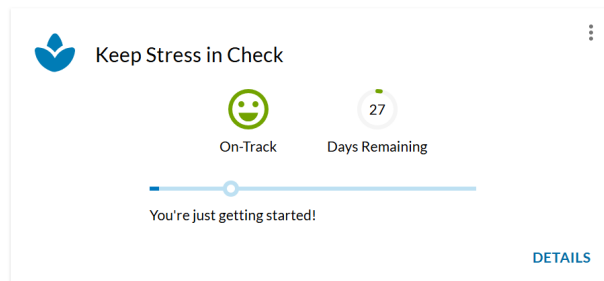 Keep Stress in Check
27
On-Track
Days Remaining
You're just getting started!
DETAILS